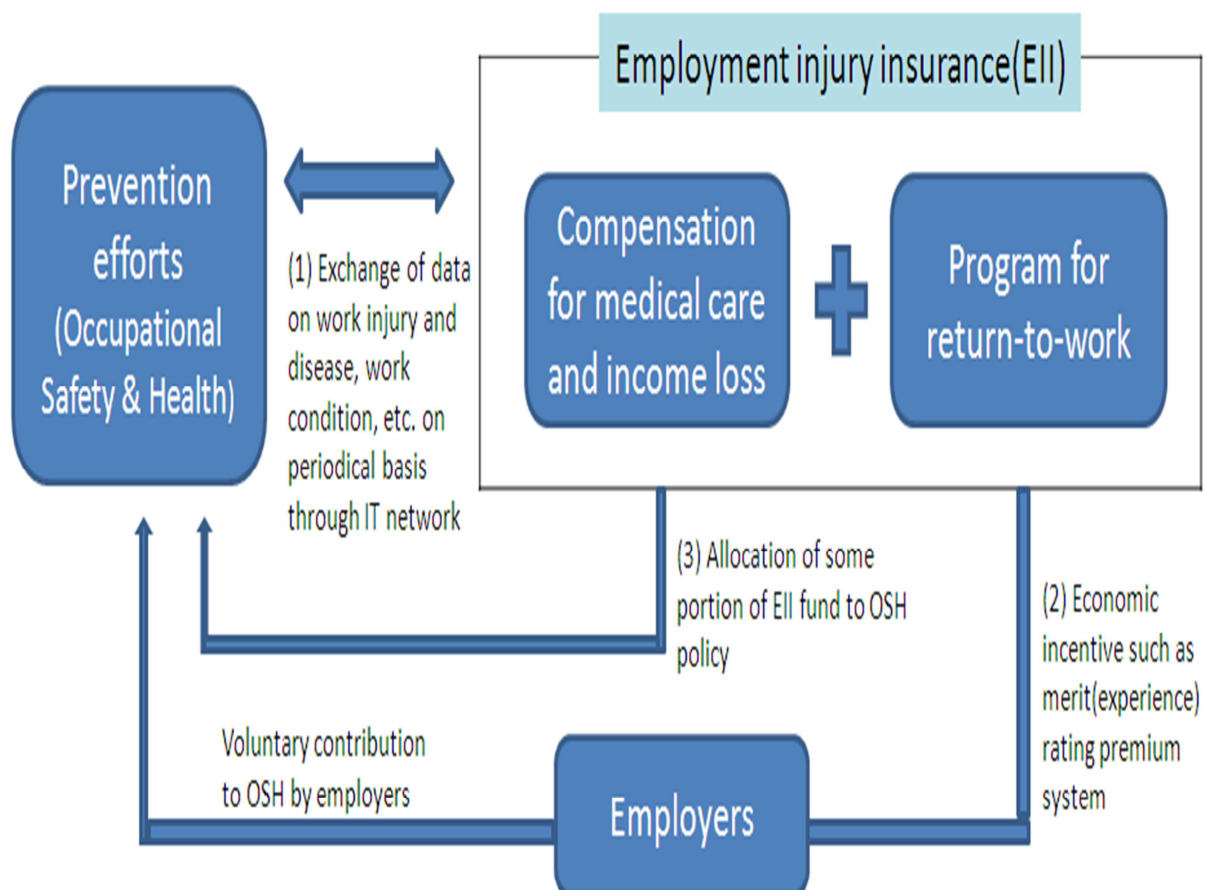 Employment injury insurance(EII)
Prevention
efforts
(Occupational
Safety & Health)
(1) Exchange of data
on work injury and
disease, work
condition, etc. on
periodical basis
through IT network
Compensation
for medical care
and income loss
Program for
return-to-work
(3) Allocation of some
portion of EII fund to OSH
policy
(2) Economic
incentive such as
merit(experience)
rating premium
system
Voluntary contribution
to OSH by employers
Employers